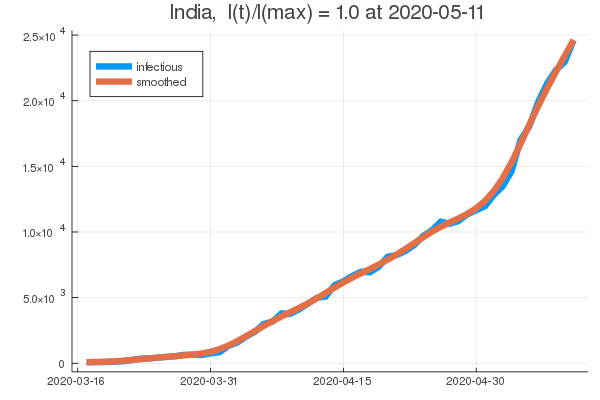 India, I(t)/I(max) = 1.0 at 2020-05-11
2.5×10⁴
infectious
smoothed
2.0×10⁴
1.5×10⁴
1.0×10⁴
5.0×10³
0
2020-03-16 2020-03-31 2020-04-15 2020-04-30